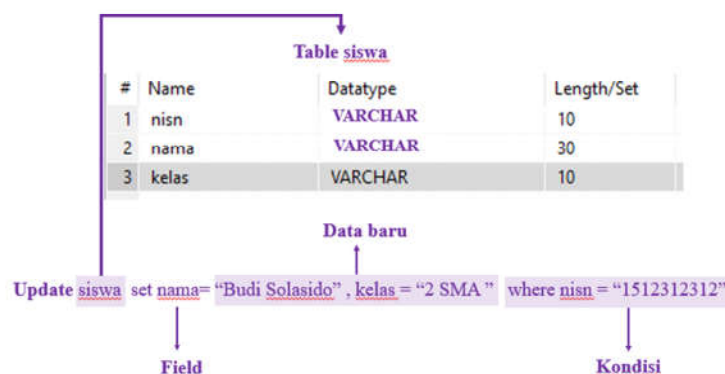 Table siswa
# Name Datatype Length/Set
1 nisn VARCHAR 10
2 nama VARCHAR 30
3 kelas VARCHAR 10
Data baru
Update siswa set nama= “Budi Solasido” , kelas = “2 SMA ” where nisn = “1512312312”
Field Kondisi